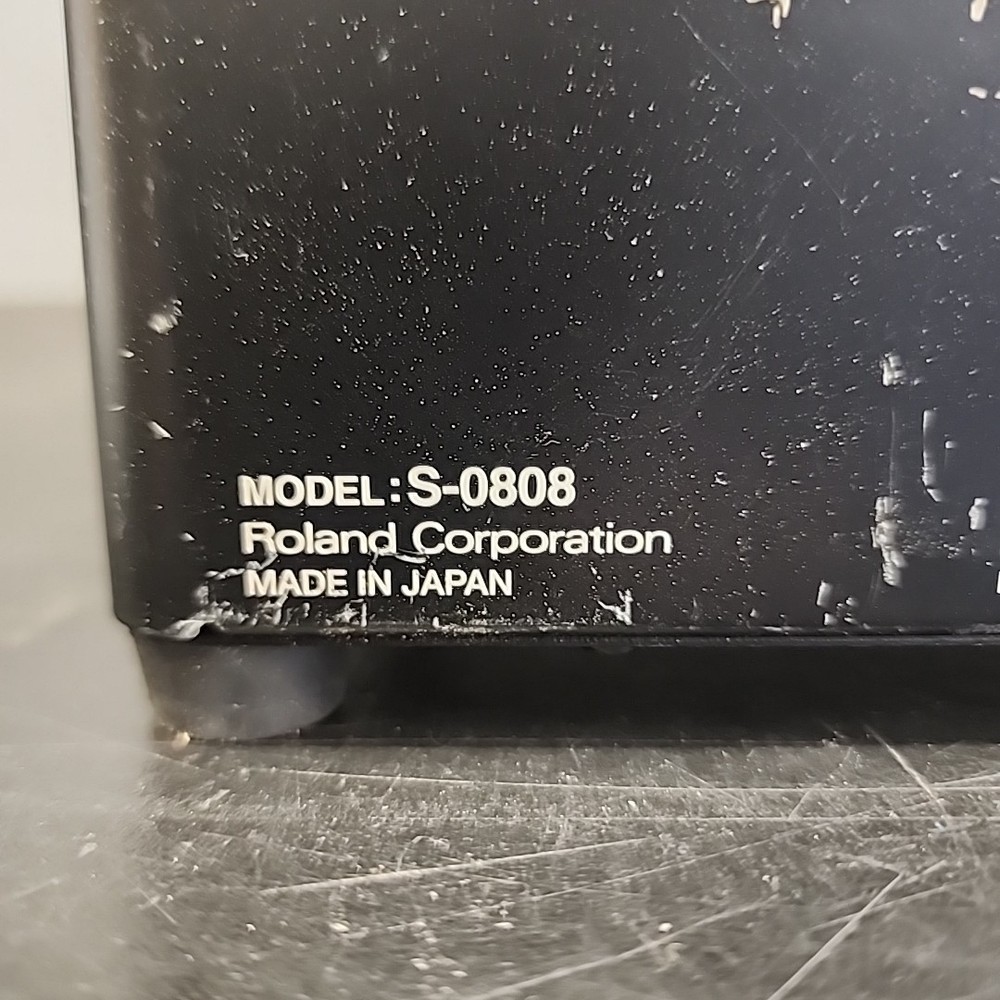 MODEL:S-0808
Roland Corporation
MADE IN JAPAN